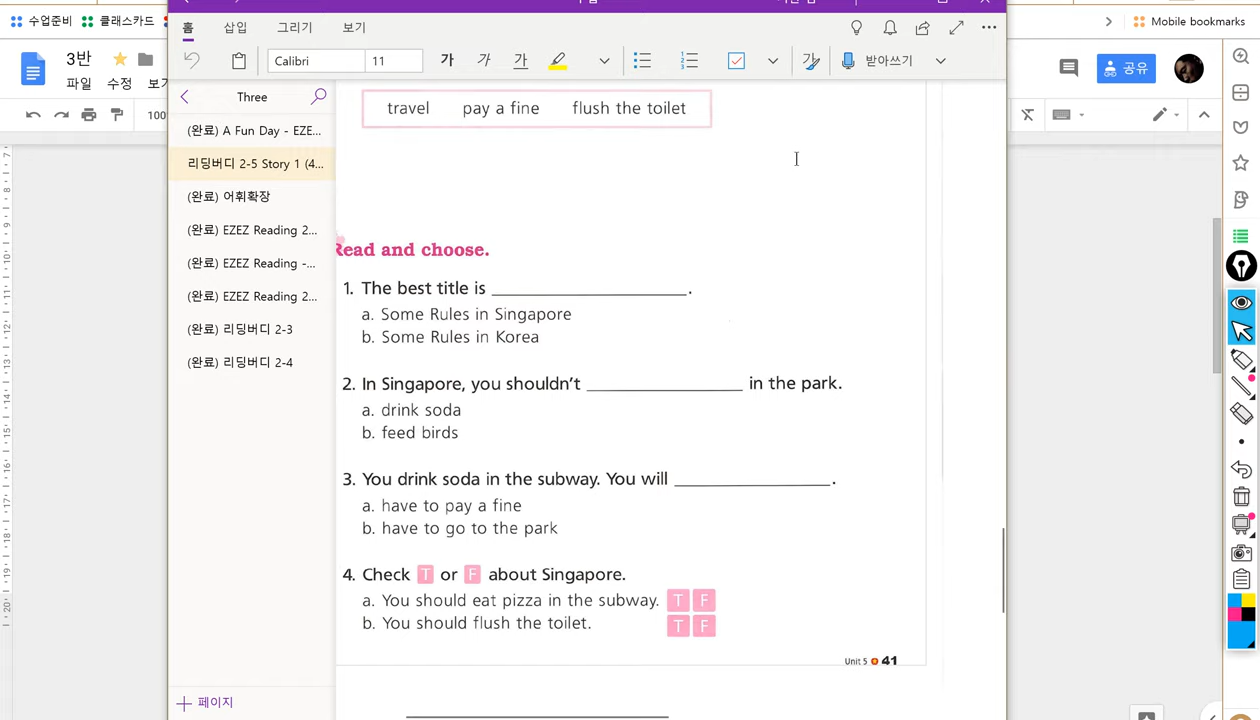 수업준비
클래스카드
Mobile bookmarks
3반
파일 수정 보기
공유
100
홈 삽입 그리기 보기
Calibri 11 가 가 가 받아쓰기
Three
(완료) A Fun Day - EZE...
리딩버디 2-5 Story 1 (4...
(완료) 어휘확장
(완료) EZEZ Reading 2...
(완료) EZEZ Reading -...
(완료) EZEZ Reading 2...
(완료) 리딩버디 2-3
(완료) 리딩버디 2-4
페이지
travel pay a fine flush the toilet
Read and choose.
1. The best title is ____________________.
a. Some Rules in Singapore
b. Some Rules in Korea
2. In Singapore, you shouldn't ________________ in the park.
a. drink soda
b. feed birds
3. You drink soda in the subway. You will ________________.
a. have to pay a fine
b. have to go to the park
4. Check T or F about Singapore.
a. You should eat pizza in the subway. T F
b. You should flush the toilet. T F
Unit 5 41